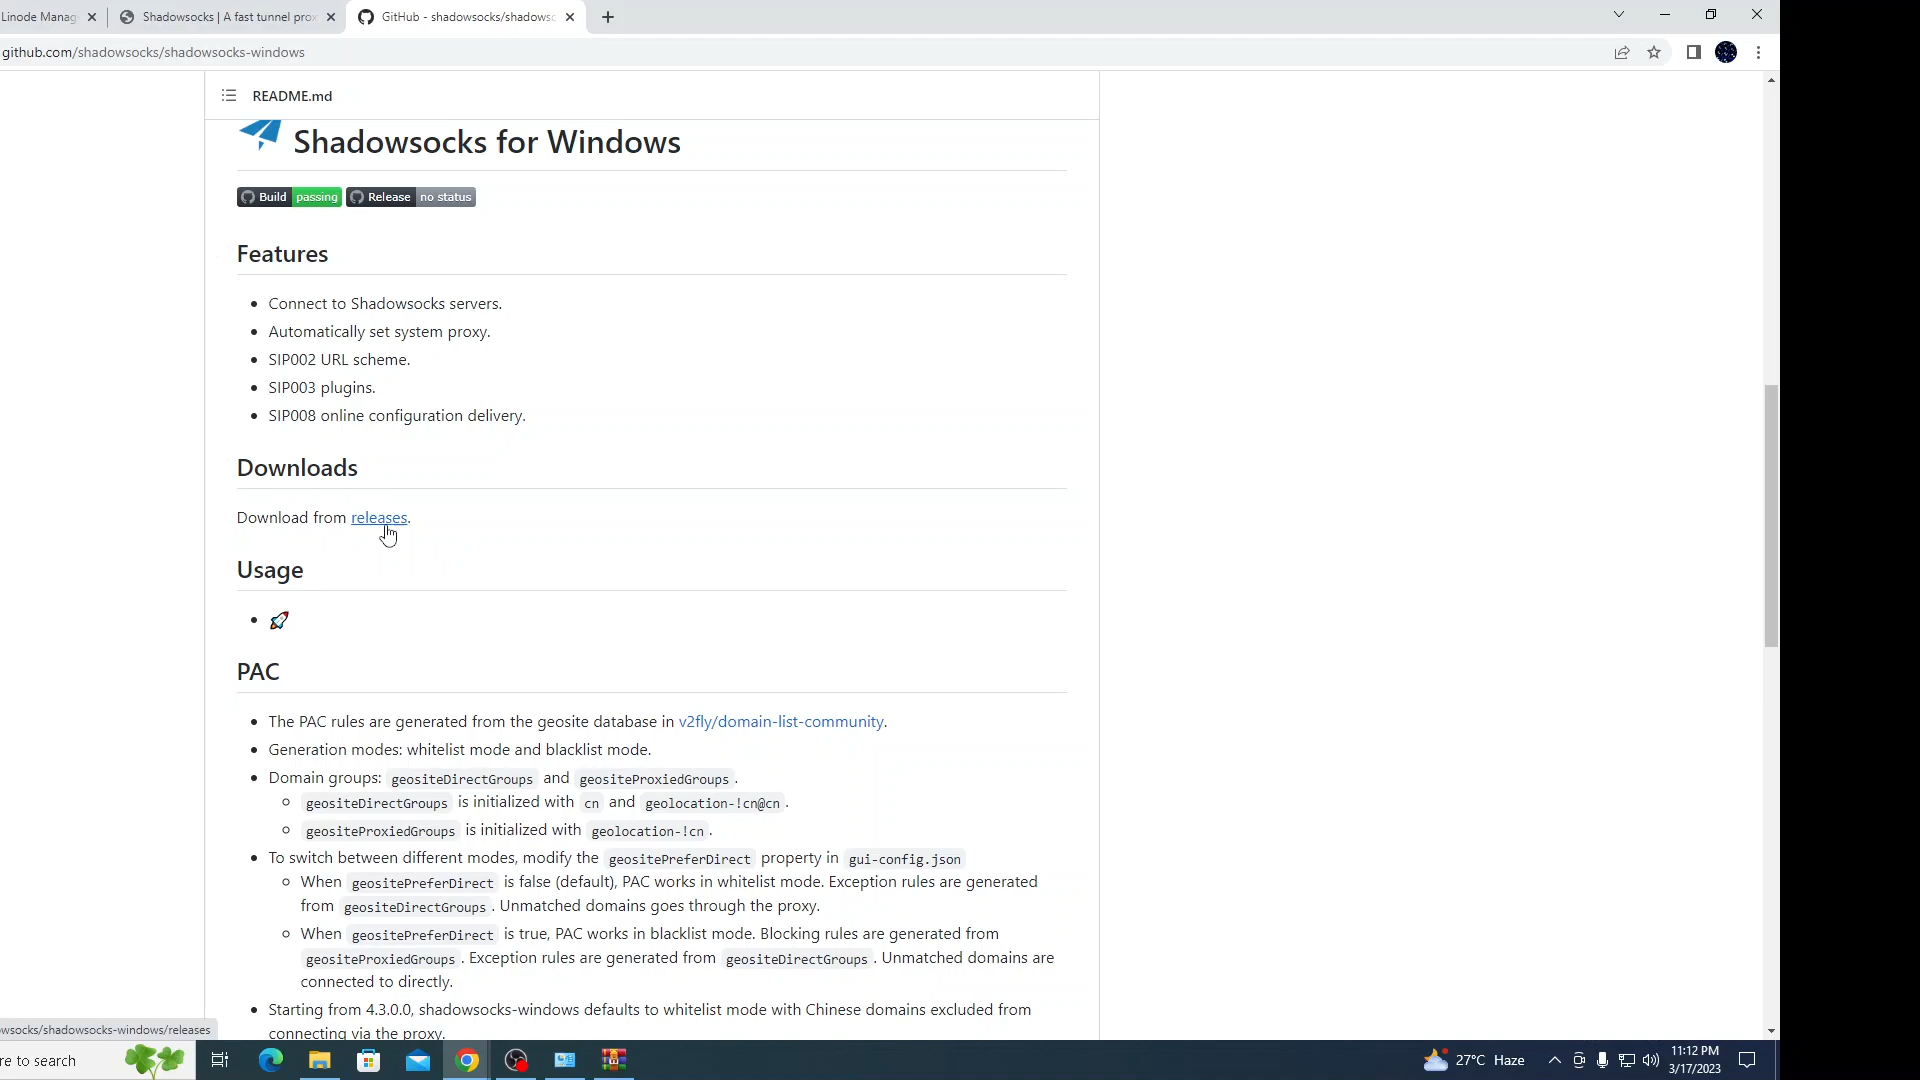 Linode Manag
Shadowsocks | A fast tunnel prox
GitHub - shadowsocks/shadowsoc
github.com/shadowsocks/shadowsocks-windows
README.md
Shadowsocks for Windows
Build passing Release no status
Features
Connect to Shadowsocks servers.
Automatically set system proxy.
SIP002 URL scheme.
SIP003 plugins.
SIP008 online configuration delivery.
Downloads
Download from releases.
Usage
PAC
The PAC rules are generated from the geosite database in v2fly/domain-list-community.
Generation modes: whitelist mode and blacklist mode.
Domain groups: geositeDirectGroups and geositeProxiedGroups.
geositeDirectGroups is initialized with cn and geolocation-!cn@cn.
geositeProxiedGroups is initialized with geolocation-!cn.
To switch between different modes, modify the geositePreferDirect property in gui-config.json
When geositePreferDirect is false (default), PAC works in whitelist mode. Exception rules are generated
from geositeDirectGroups. Unmatched domains goes through the proxy.
When geositePreferDirect is true, PAC works in blacklist mode. Blocking rules are generated from
geositeProxiedGroups. Exception rules are generated from geositeDirectGroups. Unmatched domains are
connected to directly.
Starting from 4.3.0.0, shadowsocks-windows defaults to whitelist mode with Chinese domains excluded from
connecting via the proxy.
wsocks/shadowsocks-windows/releases
re to search
27°C Haze
11:12 PM
3/17/2023